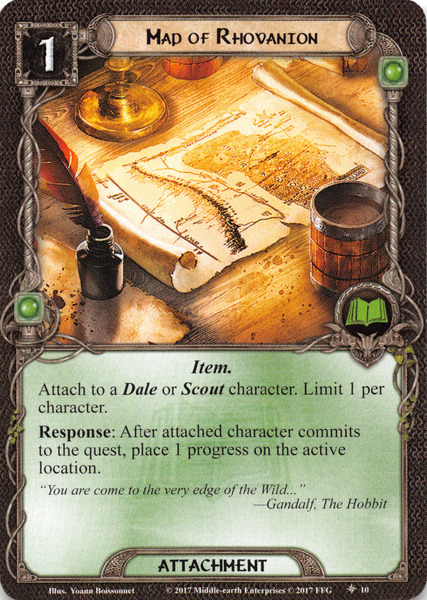 1
Map of Rhovanion
Item.
Attach to a Dale or Scout character. Limit 1 per
character.
Response: After attached character commits
to the quest, place 1 progress on the active
location.
“You are come to the very edge of the Wild...”
—Gandalf, The Hobbit
ATTACHMENT
Illus. Yoann Boissonnet © 2017 Middle-earth Enterprises © 2017 FFG 10